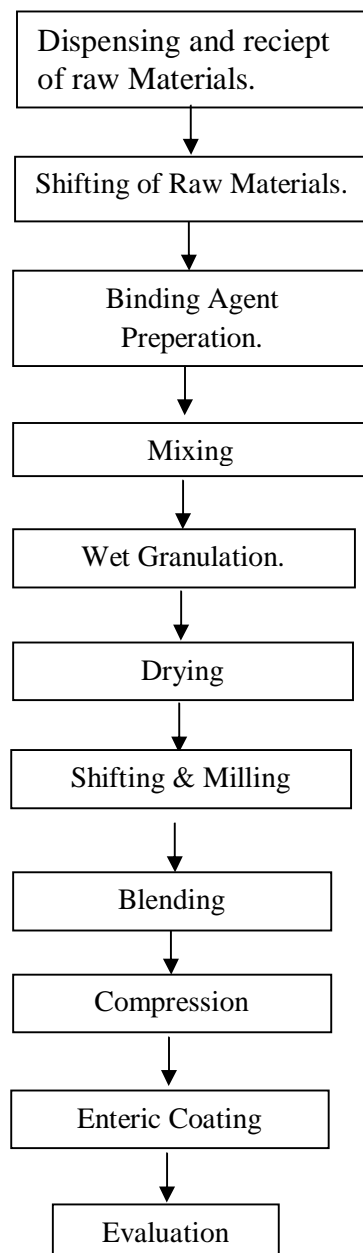 Dispensing and reciept
of raw Materials.
Shifting of Raw Materials.
Binding Agent
Preperation.
Mixing
Wet Granulation.
Drying
Shifting & Milling
Blending
Compression
Enteric Coating
Evaluation